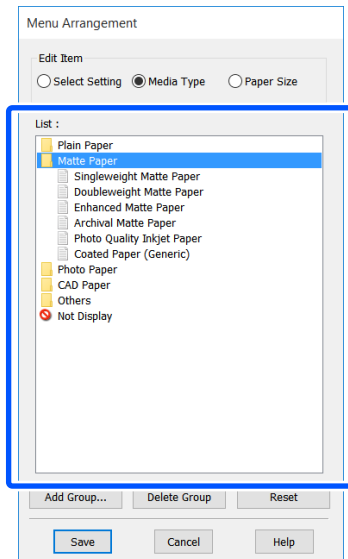 Menu Arrangement
Edit Item
Select Setting Media Type Paper Size
List :
Plain Paper
Matte Paper
Singleweight Matte Paper
Doubleweight Matte Paper
Enhanced Matte Paper
Archival Matte Paper
Photo Quality Inkjet Paper
Coated Paper (Generic)
Photo Paper
CAD Paper
Others
Not Display
Add Group... Delete Group Reset
Save Cancel Help